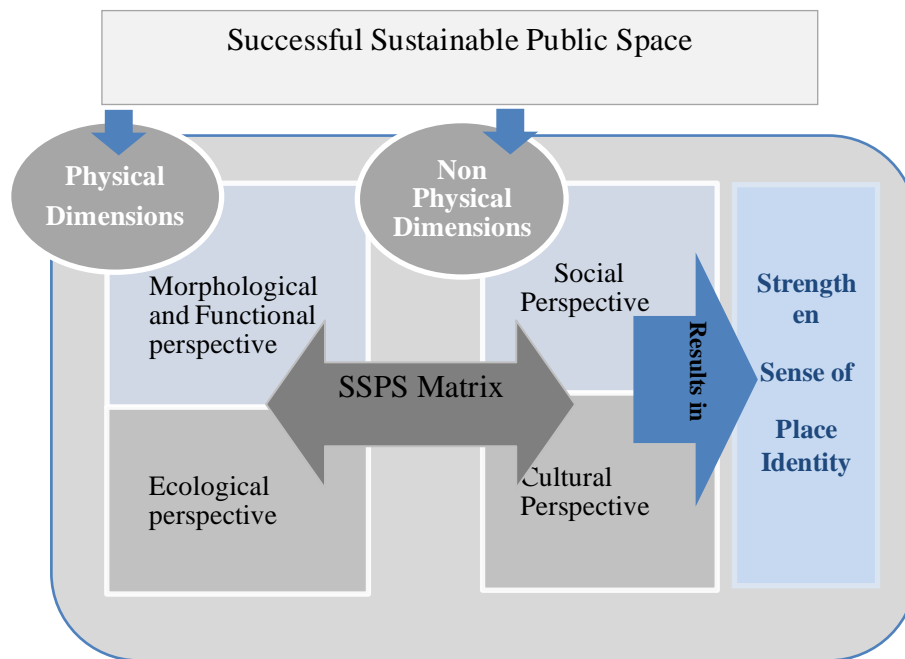 Successful Sustainable Public Space
Physical
Dimensions
Non
Physical
Dimensions
Morphological
and Functional
perspective
Social
Perspective
SSPS Matrix
Results in
Strength
en
Sense of
Place
Identity
Ecological
perspective
Cultural
Perspective